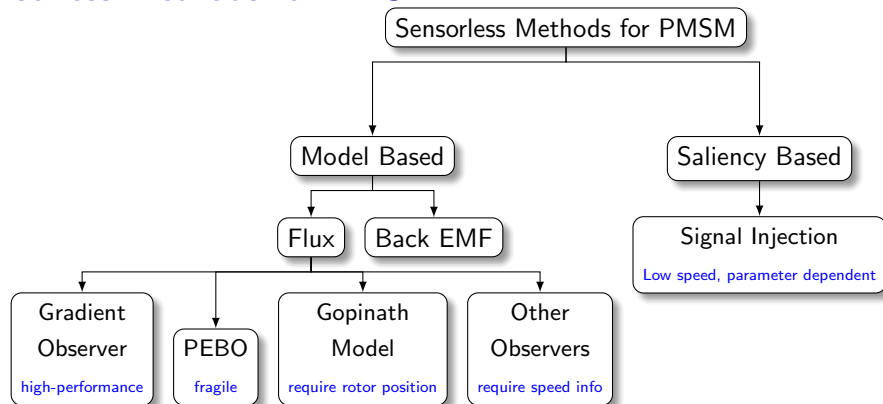 Sensorless Methods for PMSM
Model Based
Saliency Based
Flux
Back EMF
Signal Injection
Low speed, parameter dependent
Gradient
Observer
high-performance
PEBO
fragile
Gopinath
Model
require rotor position
Other
Observers
require speed info